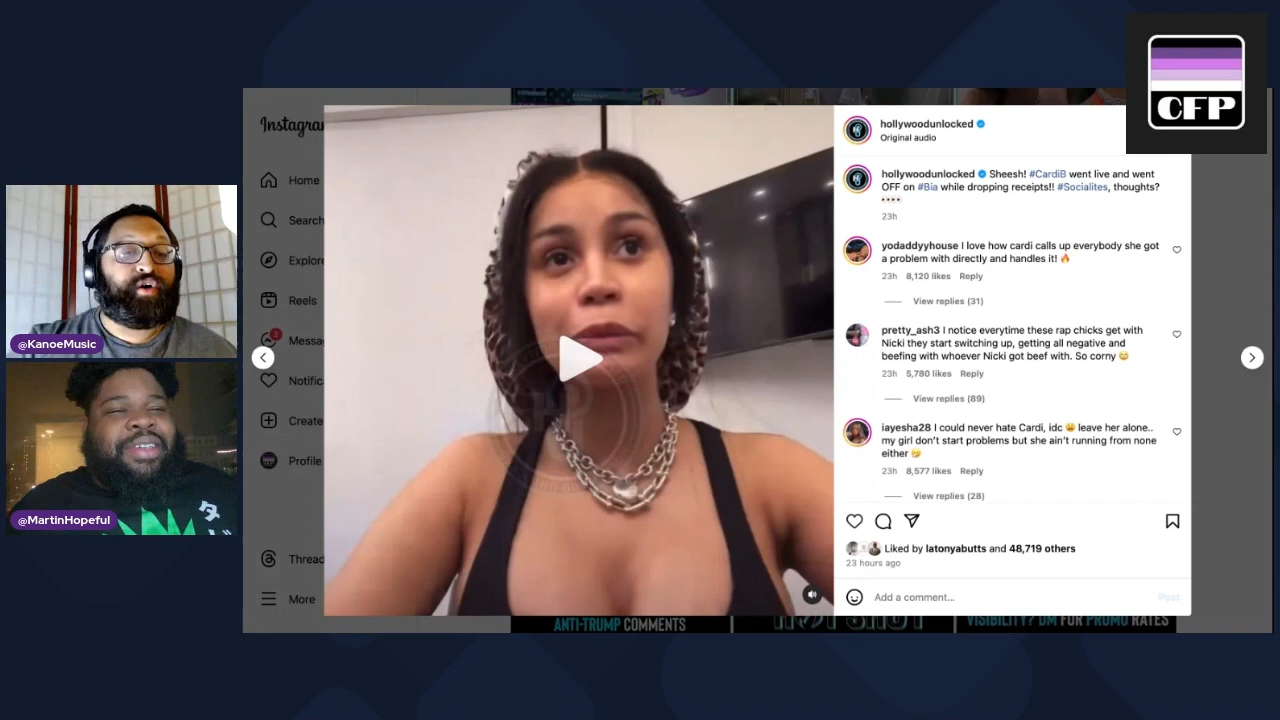 CFP
@KanoeMusic
@MartinHopeful
Instagram
Home
Search
Explore
Reels
Create
Profile
More
hollywoodunlocked
Original audio
hollywoodunlocked Sheesh! #CardiB went live and went
OFF on #Bia while dropping receipts!! #Socialites, thoughts?
👀👀
23h
yodaddyyhouse I love how cardi calls up everybody she got
a problem with directly and handles it! 🔥
23h 8,120 likes Reply
View replies (31)
pretty_ash3 I notice everytime these rap chicks get with
Nicki they start switching up, getting all negative and
beefing with whoever Nicki got beef with. So corny 😂
23h 5,780 likes Reply
View replies (89)
iayesha28 I could never hate Cardi, idc 😩 leave her alone..
my girl don't start problems but she ain't running from none
either 🤧
23h 8,577 likes Reply
View replies (28)
Liked by latonyabutts and 48,719 others
23 hours ago
Add a comment...
Post
ANTI-TRUMP COMMENTS
HOT SHOT
VISIBILITY? DM FOR PROMO RATES